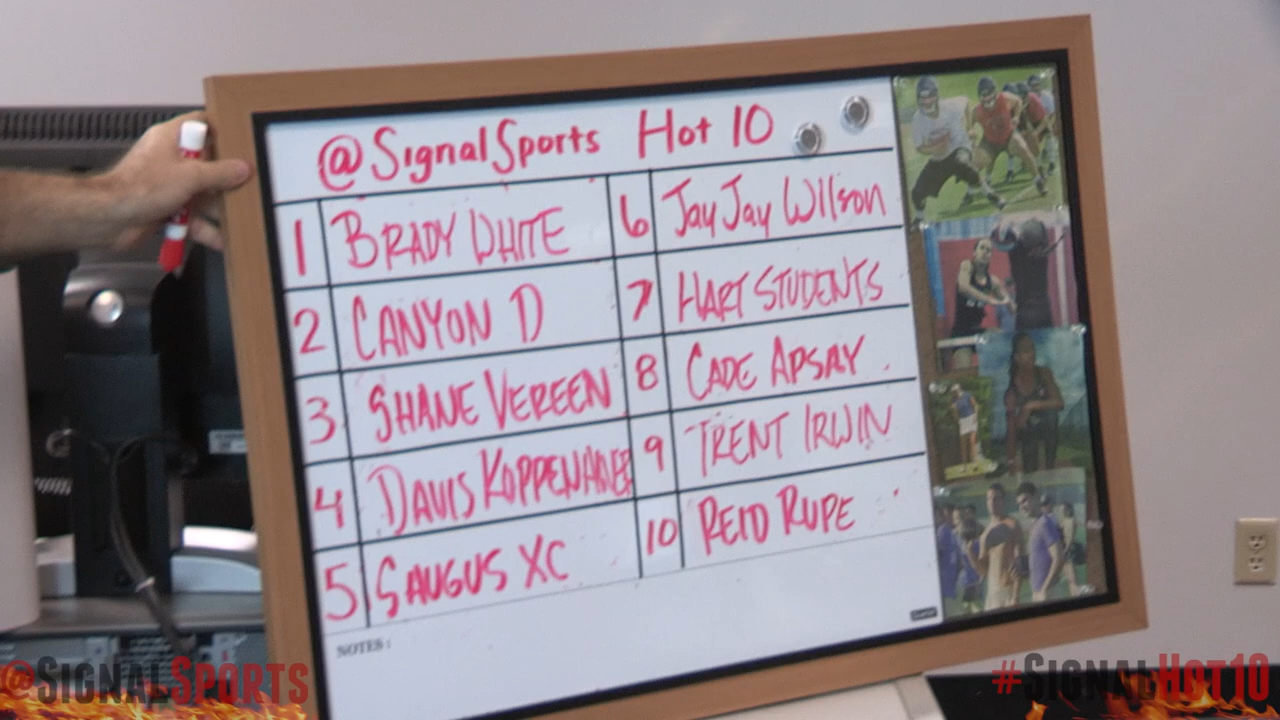 @SignalSports Hot 10
1 BRADY WHITE
2 CANYON D
3 SHANE VEREEN
4 DAVIS KOPPENHAVER
5 SAUGUS XC
6 JayJay Wilson
7 HART STUDENTS
8 CADE APSAY
9 TRENT IRWIN
10 REID RUPE
NOTES:
@SIGNALSPORTS
#SIGNALHOT10